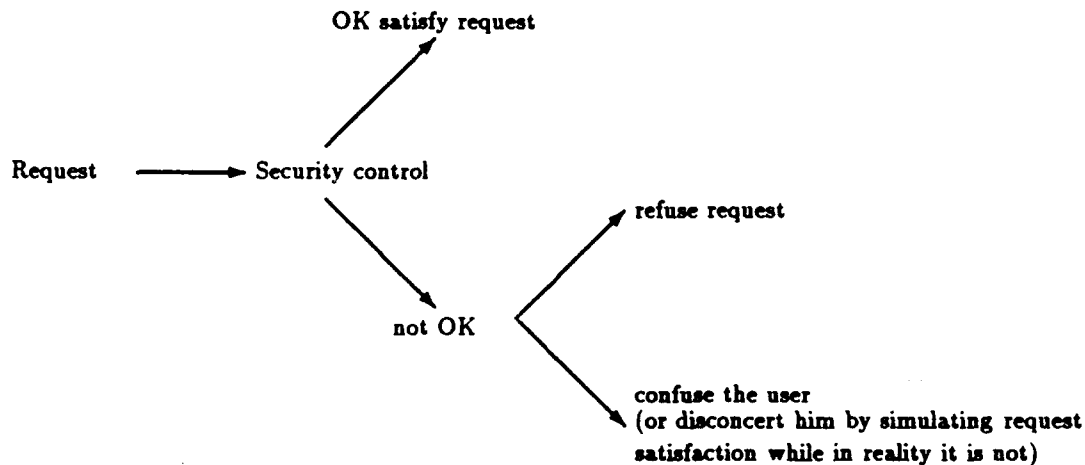 OK satisfy request
Request
Security control
refuse request
not OK
confuse the user
(or disconcert him by simulating request
satisfaction while in reality it is not)